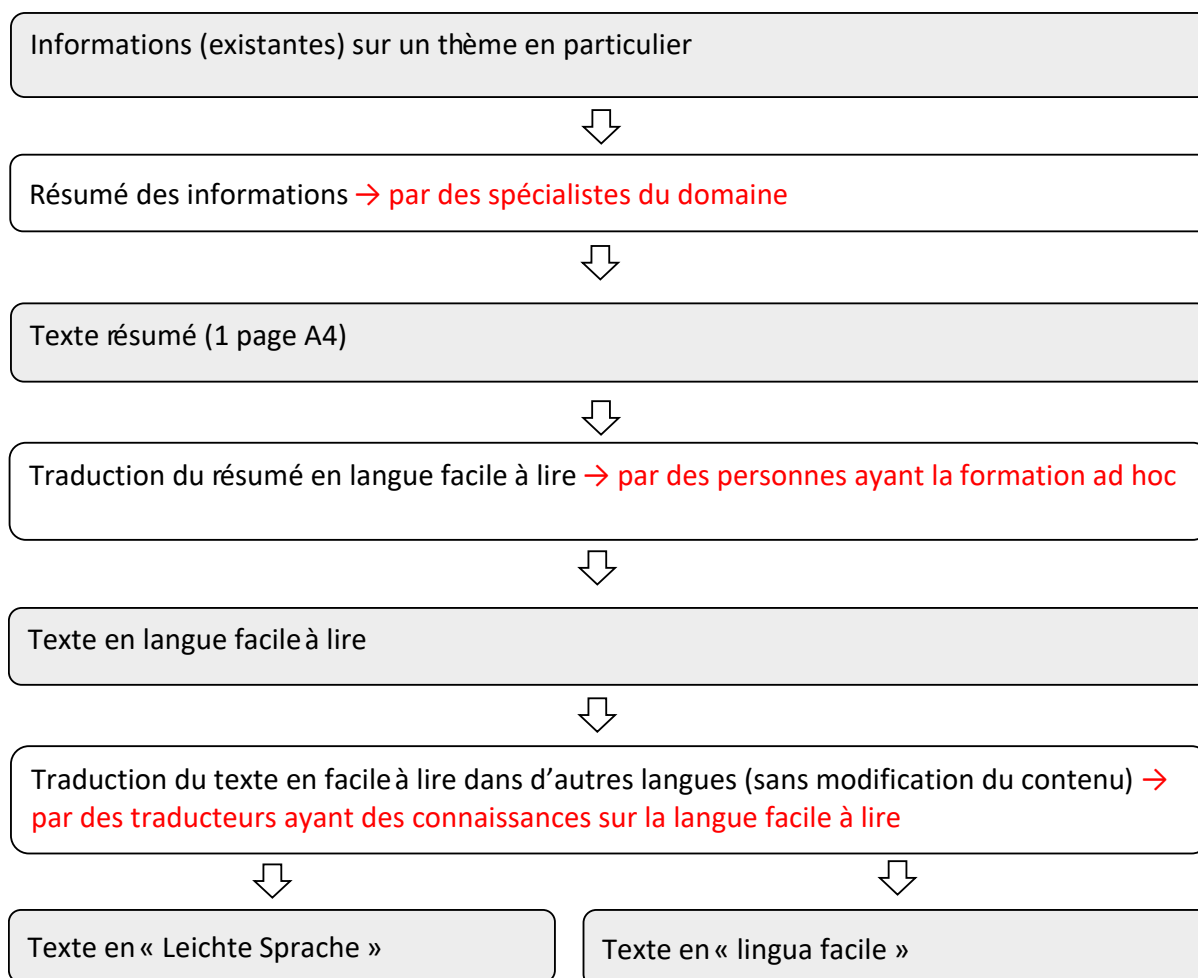 Informations (existantes) sur un thème en particulier
Résumé des informations → par des spécialistes du domaine
Texte résumé (1 page A4)
Traduction du résumé en langue facile à lire → par des personnes ayant la formation ad hoc
Texte en langue facile à lire
Traduction du texte en facile à lire dans d’autres langues (sans modification du contenu) →
par des traducteurs ayant des connaissances sur la langue facile à lire
Texte en « Leichte Sprache »
Texte en « lingua facile »